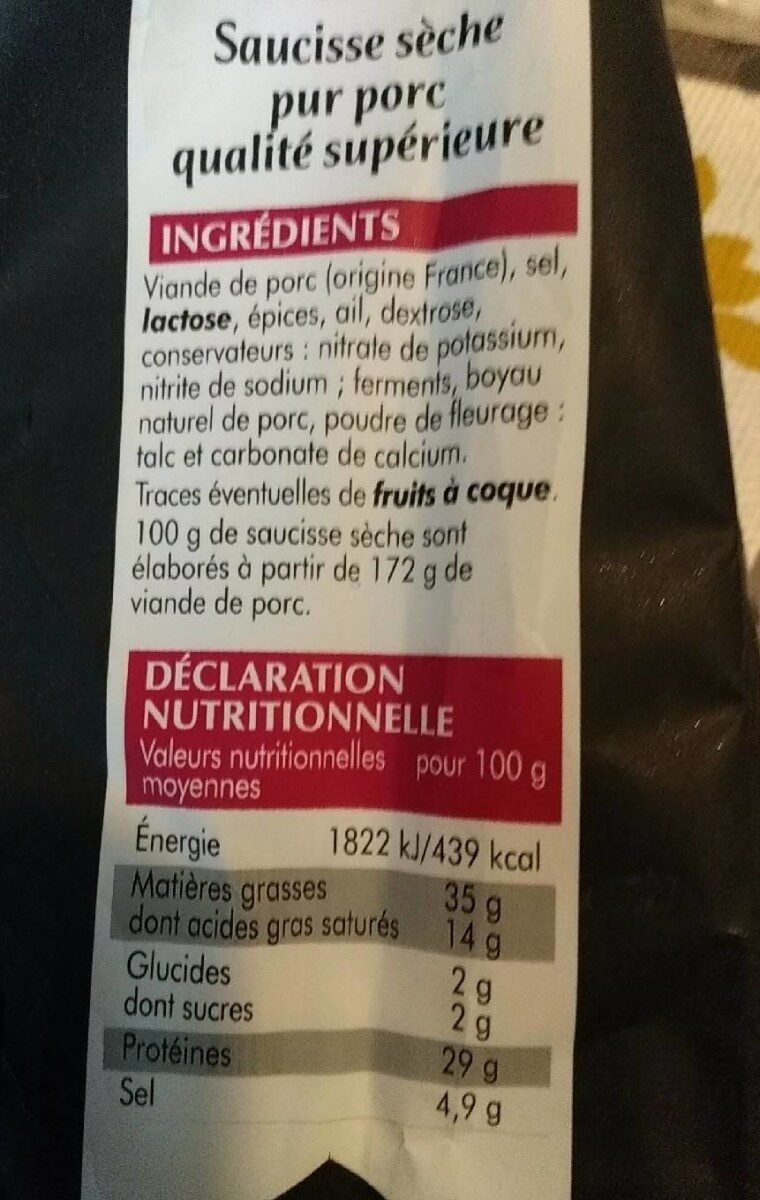 Saucisse sèche
pur porc
qualité supérieure
INGRÉDIENTS
Viande de porc (origine France), sel,
lactose, épices, ail, dextrose,
conservateurs : nitrate de potassium,
nitrite de sodium ; ferments, boyau
naturel de porc, poudre de fleurage :
talc et carbonate de calcium.
Traces éventuelles de fruits à coque.
100 g de saucisse sèche sont
élaborés à partir de 172 g de
viande de porc.
DÉCLARATION
NUTRITIONNELLE
Valeurs nutritionnelles pour 100 g
moyennes
Énergie 1822 kJ/439 kcal
Matières grasses 35 g
dont acides gras saturés 14 g
Glucides 2 g
dont sucres 2 g
Protéines 29 g
Sel 4,9 g